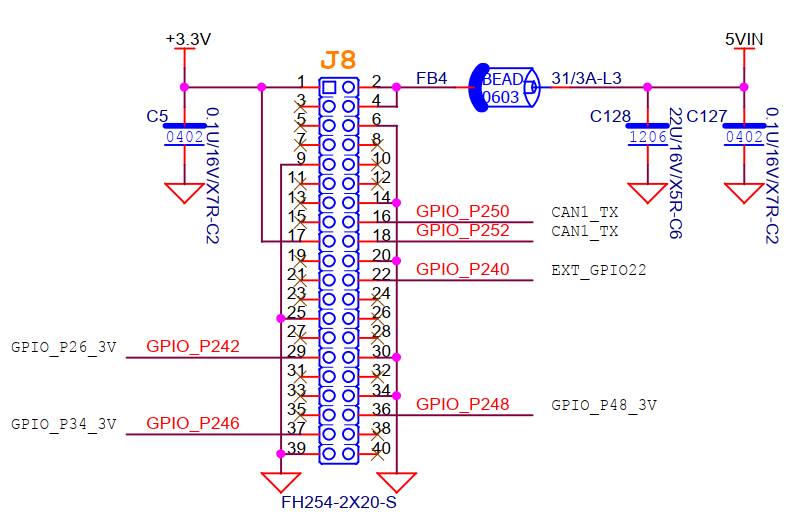 +3.3V
5VIN
J8
1 2 FB4 BEAD 31/3A-L3
0603
3 4
C5 0402 0.1U/16V/X7R-C2
5 6
C128 1206 22U/16V/X5R-C6
C127 0402 0.1U/16V/X7R-C2
7 8
9 10
11 12
13 14
15 16 GPIO_P250 CAN1_TX
17 18 GPIO_P252 CAN1_TX
19 20
21 22 GPIO_P240 EXT_GPIO22
23 24
25 26
27 28
GPIO_P26_3V GPIO_P242 29 30
31 32
33 34
35 36 GPIO_P248 GPIO_P48_3V
GPIO_P34_3V GPIO_P246 37 38
39 40
FH254-2X20-S